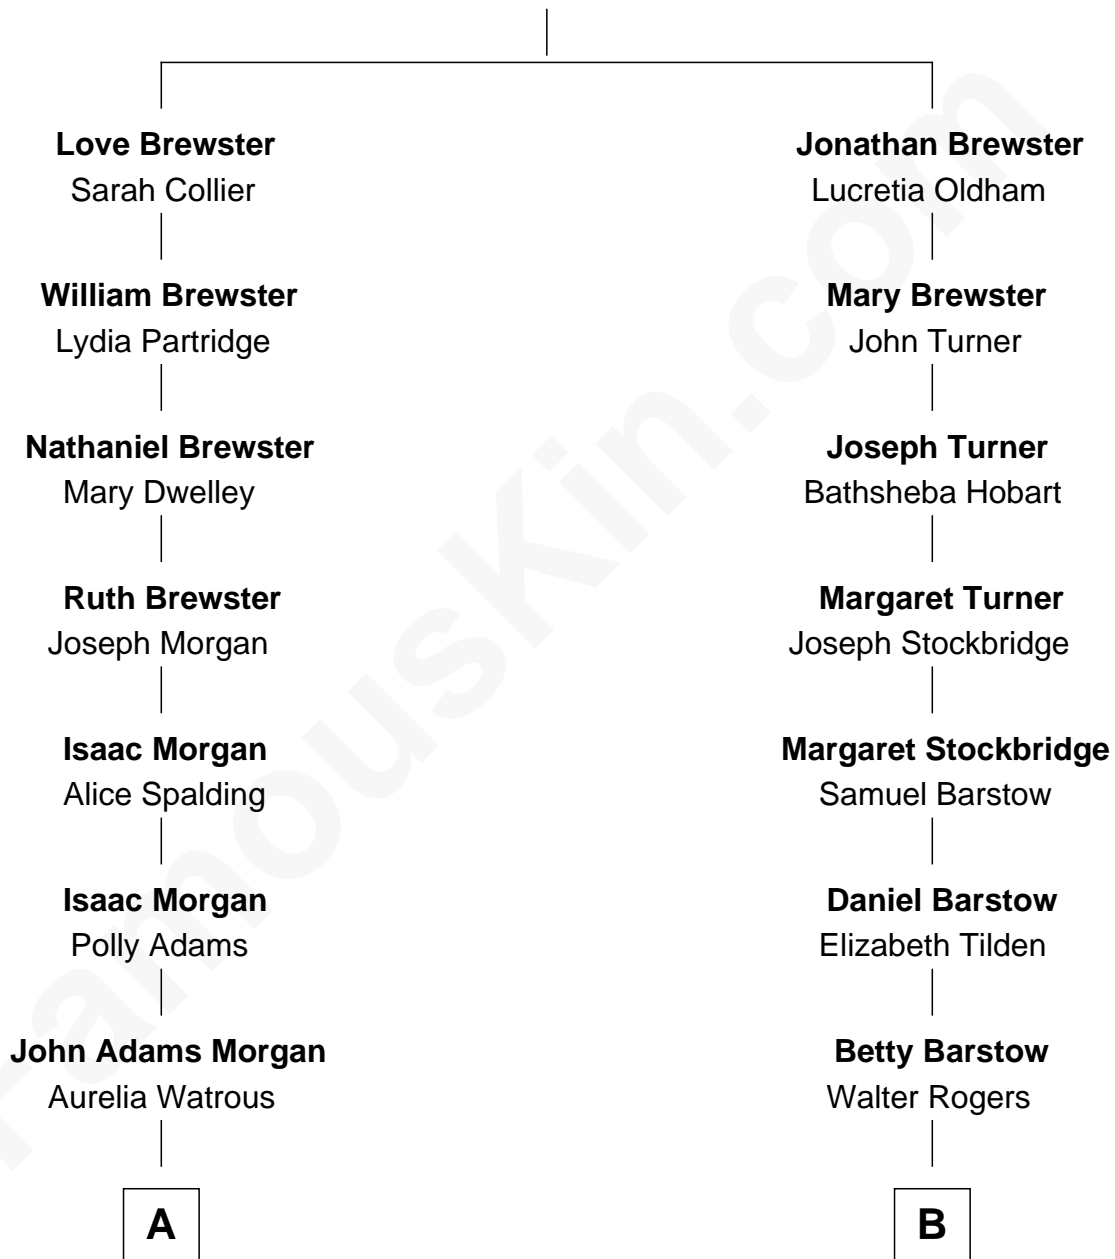 Love Brewster
Sarah Collier
William Brewster
Lydia Partridge
Nathaniel Brewster
Mary Dwelley
Ruth Brewster
Joseph Morgan
Isaac Morgan
Alice Spalding
Isaac Morgan
Polly Adams
John Adams Morgan
Aurelia Watrous
A
Jonathan Brewster
Lucretia Oldham
Mary Brewster
John Turner
Joseph Turner
Bathsheba Hobart
Margaret Turner
Joseph Stockbridge
Margaret Stockbridge
Samuel Barstow
Daniel Barstow
Elizabeth Tilden
Betty Barstow
Walter Rogers
B
FamousKin.com